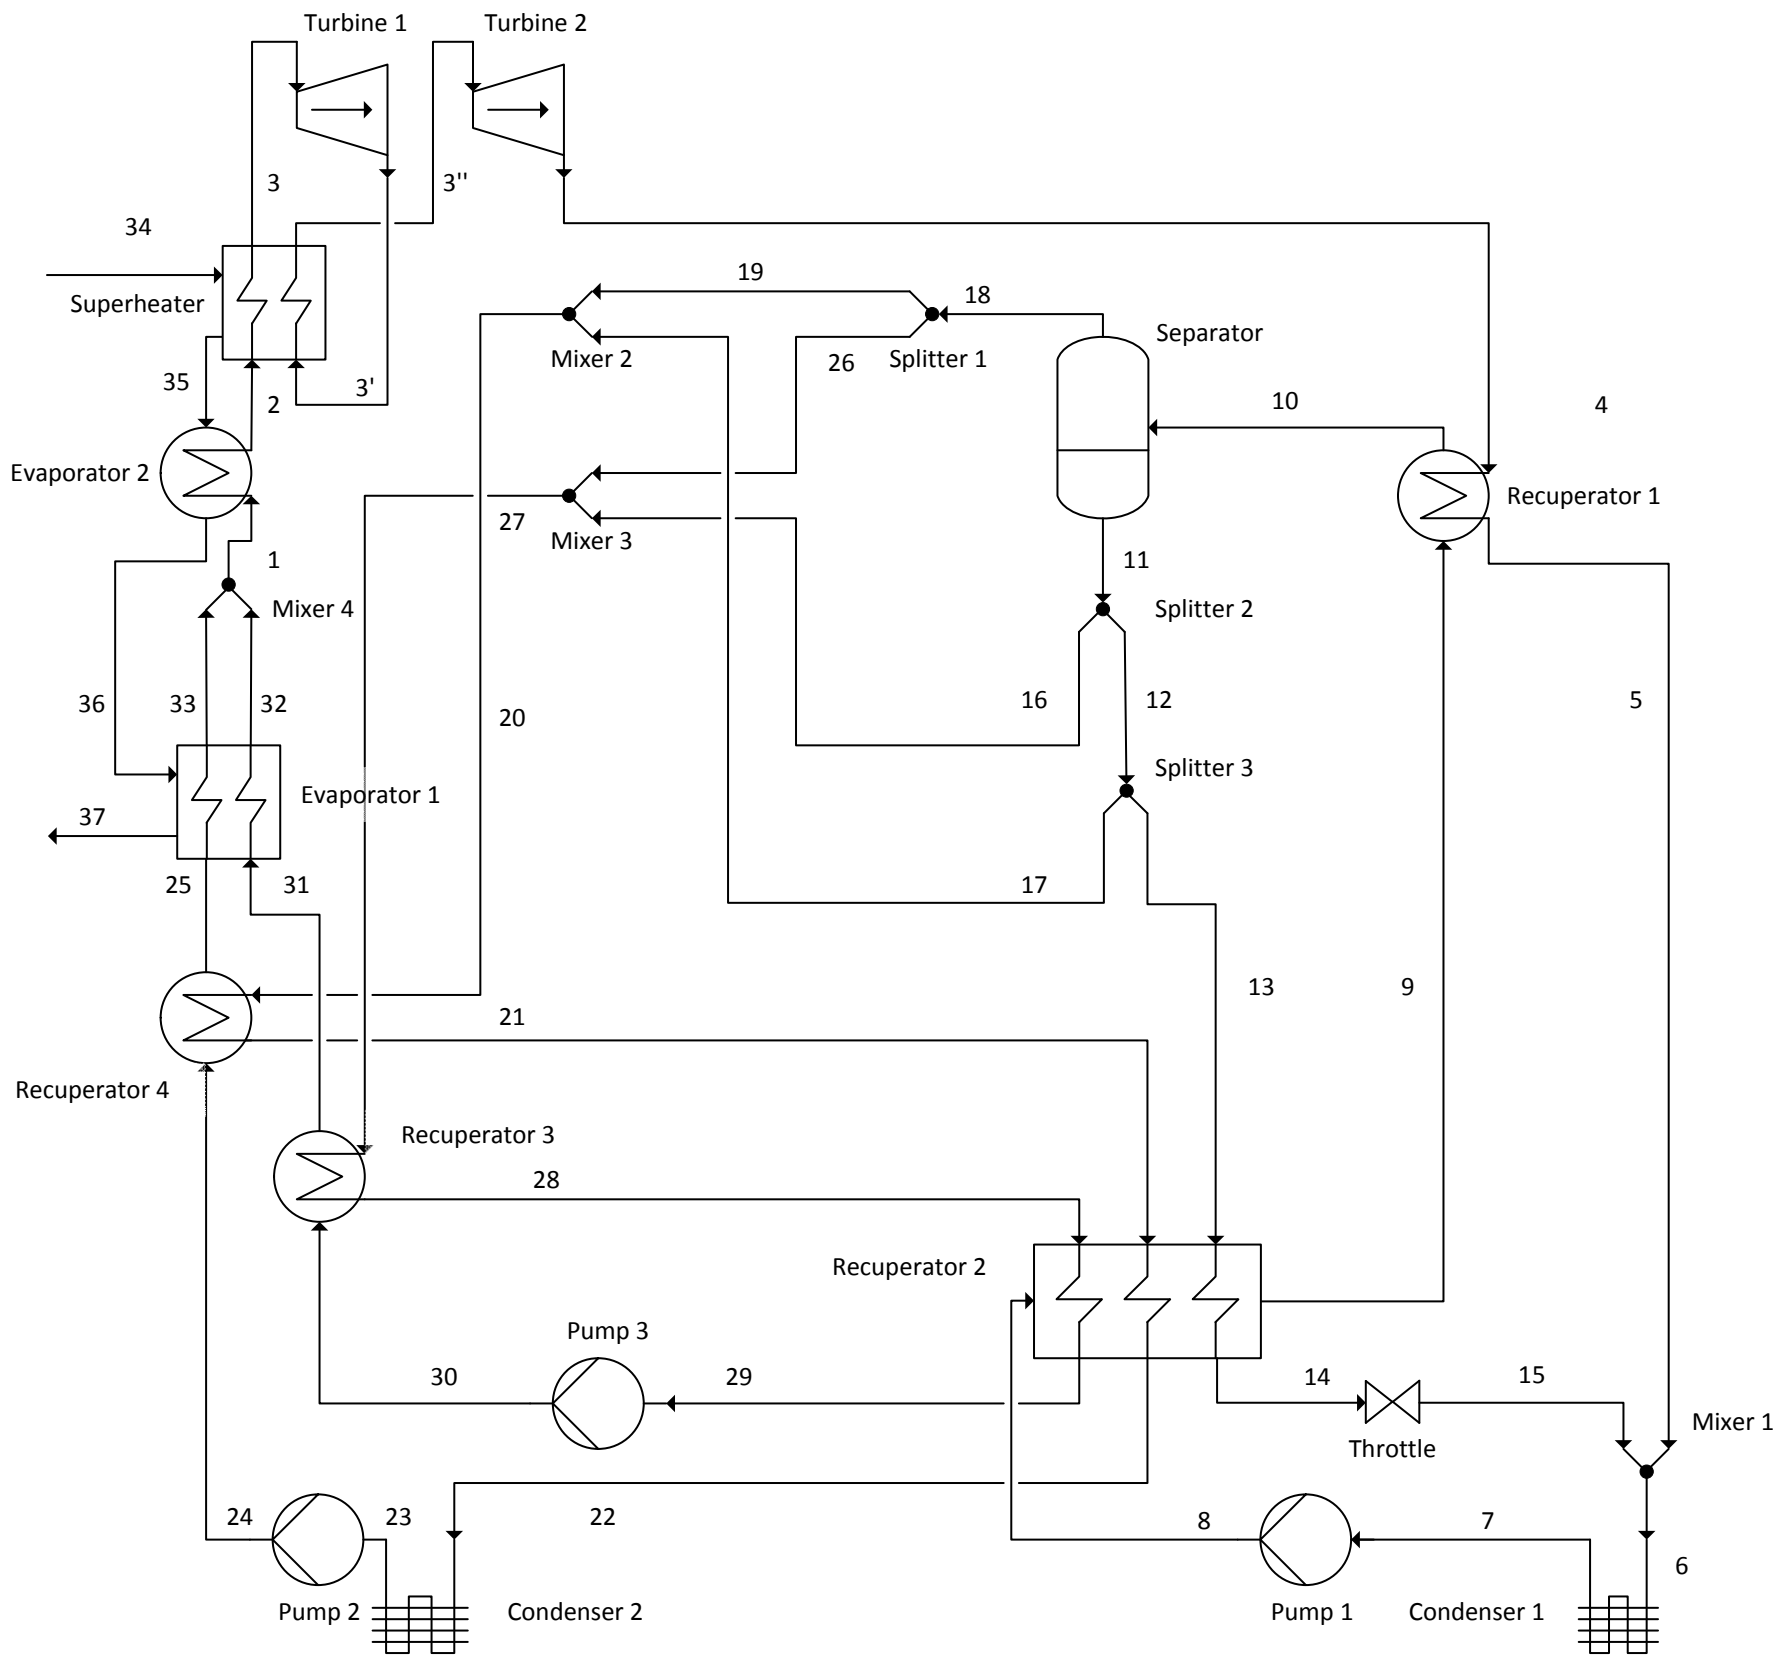 Turbine 1
Turbine 2
3
3''
34
Superheater
19
18
Separator
35
3'
Mixer 2
26
Splitter 1
2
10
4
Evaporator 2
Recuperator 1
27
Mixer 3
1
11
Mixer 4
Splitter 2
36
33
32
20
16
12
5
Splitter 3
Evaporator 1
37
25
31
17
13
9
21
Recuperator 4
Recuperator 3
28
Recuperator 2
Pump 3
30
29
14
15
Mixer 1
Throttle
24
23
22
8
7
6
Pump 2
Condenser 2
Pump 1
Condenser 1